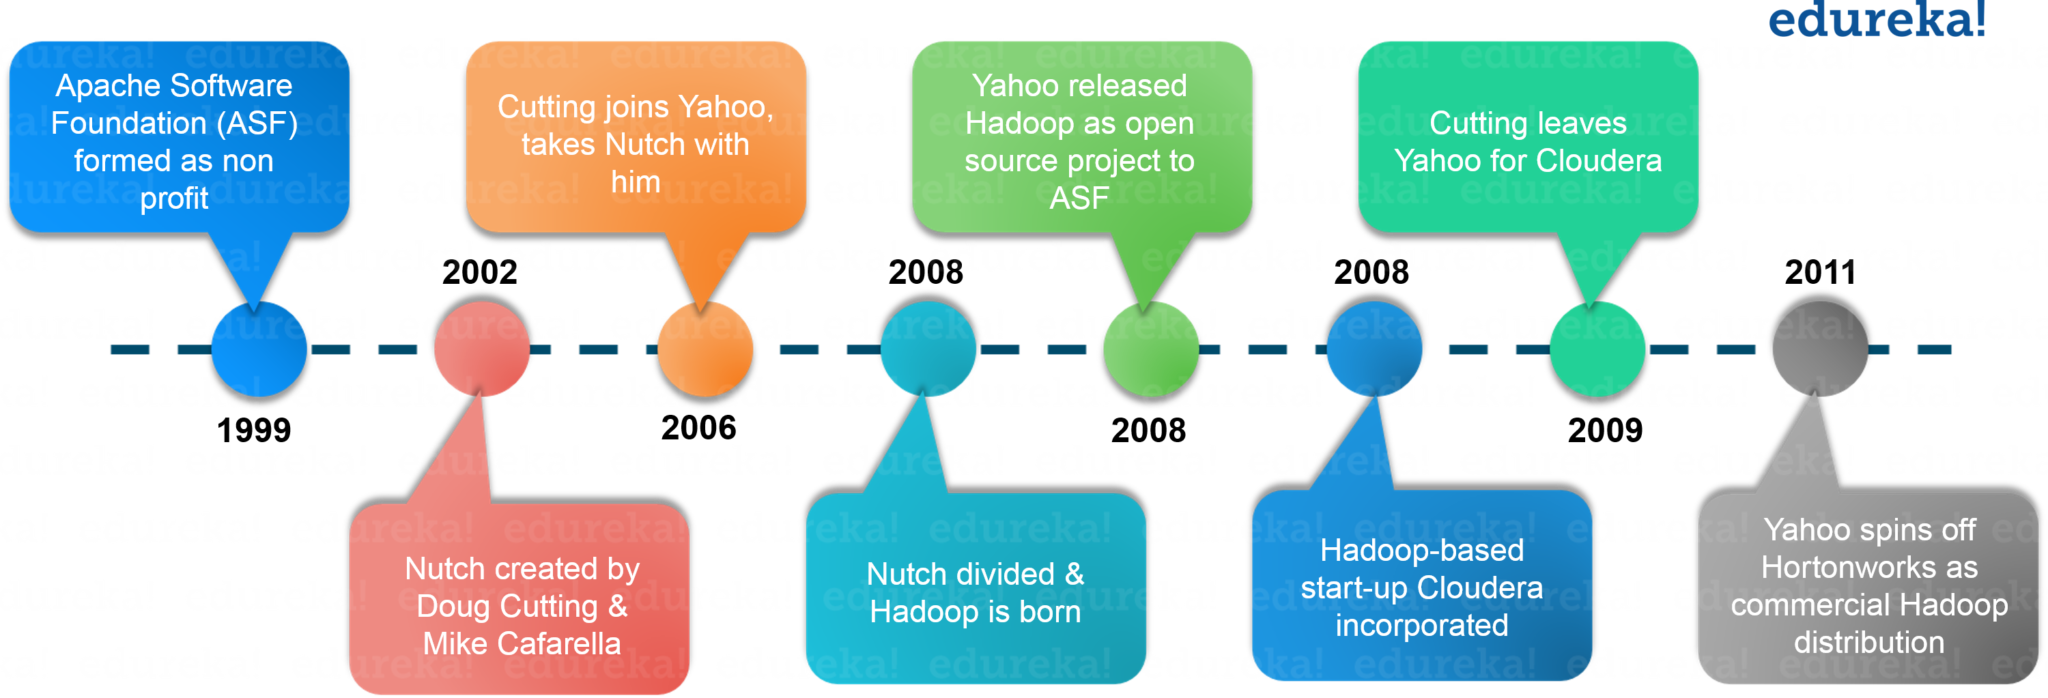 edureka!
Apache Software
Foundation (ASF)
formed as non
profit
1999
2002
Nutch created by
Doug Cutting &
Mike Cafarella
Cutting joins Yahoo,
takes Nutch with
him
2006
2008
Nutch divided &
Hadoop is born
Yahoo released
Hadoop as open
source project to
ASF
2008
2008
Hadoop-based
start-up Cloudera
incorporated
Cutting leaves
Yahoo for Cloudera
2009
2011
Yahoo spins off
Hortonworks as
commercial Hadoop
distribution